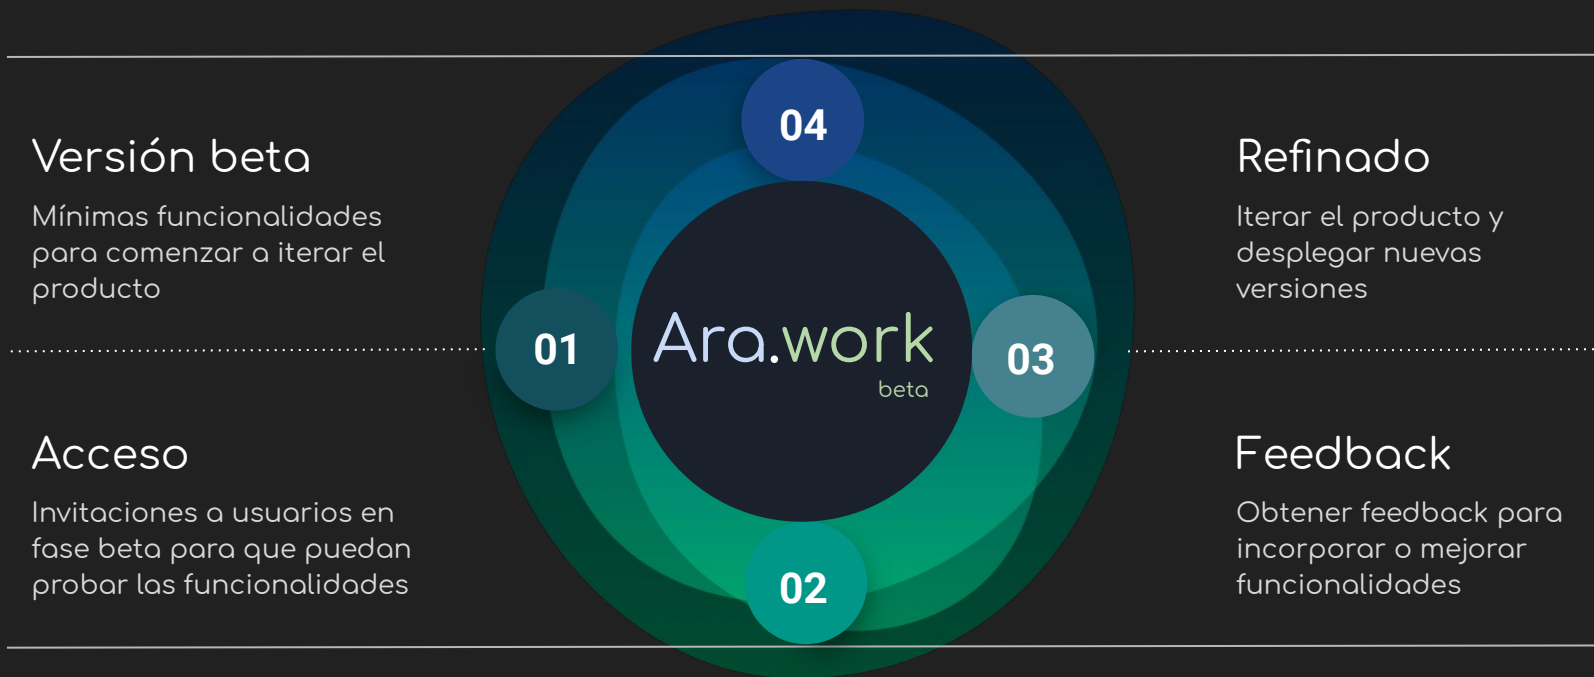 Versión beta
Mínimas funcionalidades
para comenzar a iterar el
producto
Acceso
Invitaciones a usuarios en
fase beta para que puedan
probar las funcionalidades
04
01
Ara.work
beta
03
02
Refinado
Iterar el producto y
desplegar nuevas
versiones
Feedback
Obtener feedback para
incorporar o mejorar
funcionalidades